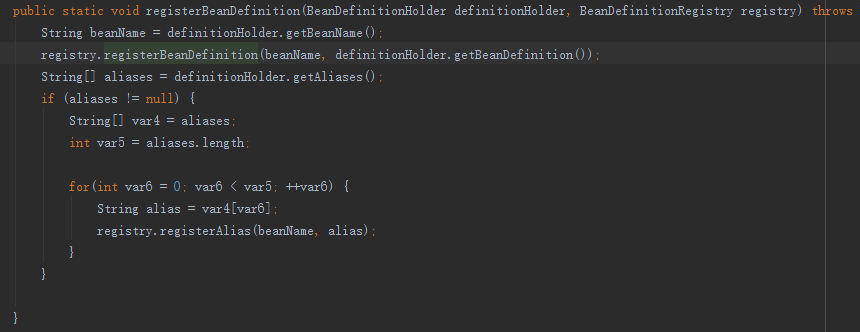 public static void registerBeanDefinition(BeanDefinitionHolder definitionHolder, BeanDefinitionRegistry registry) throws
String beanName = definitionHolder.getBeanName();
registry.registerBeanDefinition(beanName, definitionHolder.getBeanDefinition());
String[] aliases = definitionHolder.getAliases();
if (aliases != null) {
String[] var4 = aliases;
int var5 = aliases.length;
for(int var6 = 0; var6 < var5; ++var6) {
String alias = var4[var6];
registry.registerAlias(beanName, alias);
}
}
}